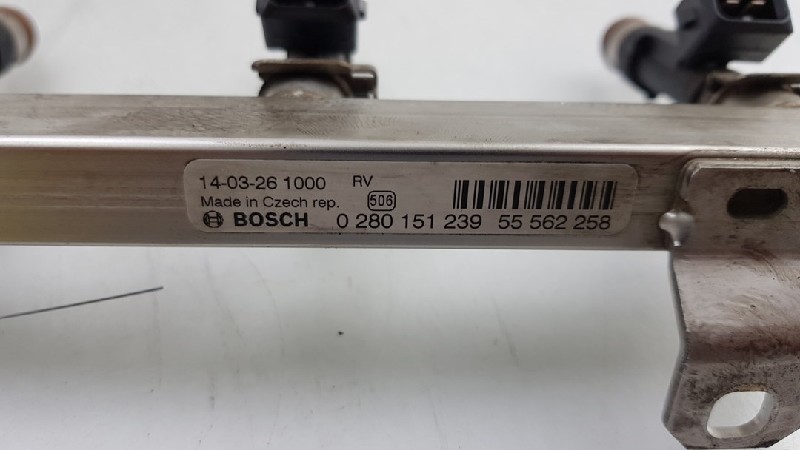 14-03-26 1000 RV
Made in Czech rep. 506
BOSCH 0 280 151 239 55 562 258